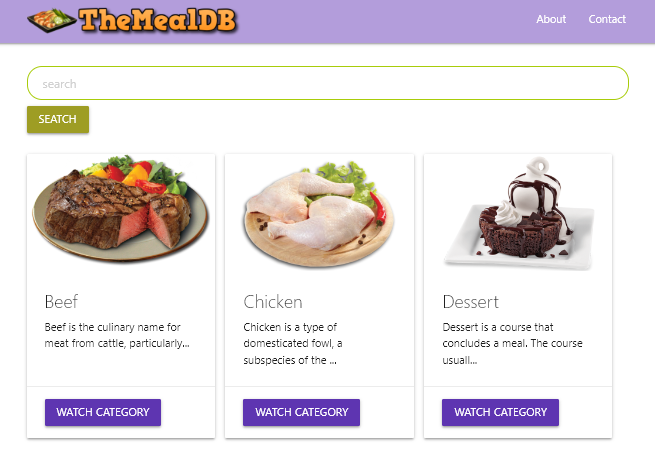 TheMealDB
About
Contact
search
SEATCH
Beef
Beef is the culinary name for
meat from cattle, particularly...
WATCH CATEGORY
Chicken
Chicken is a type of
domesticated fowl, a
subspecies of the ...
WATCH CATEGORY
Dessert
Dessert is a course that
concludes a meal. The course
usuall...
WATCH CATEGORY